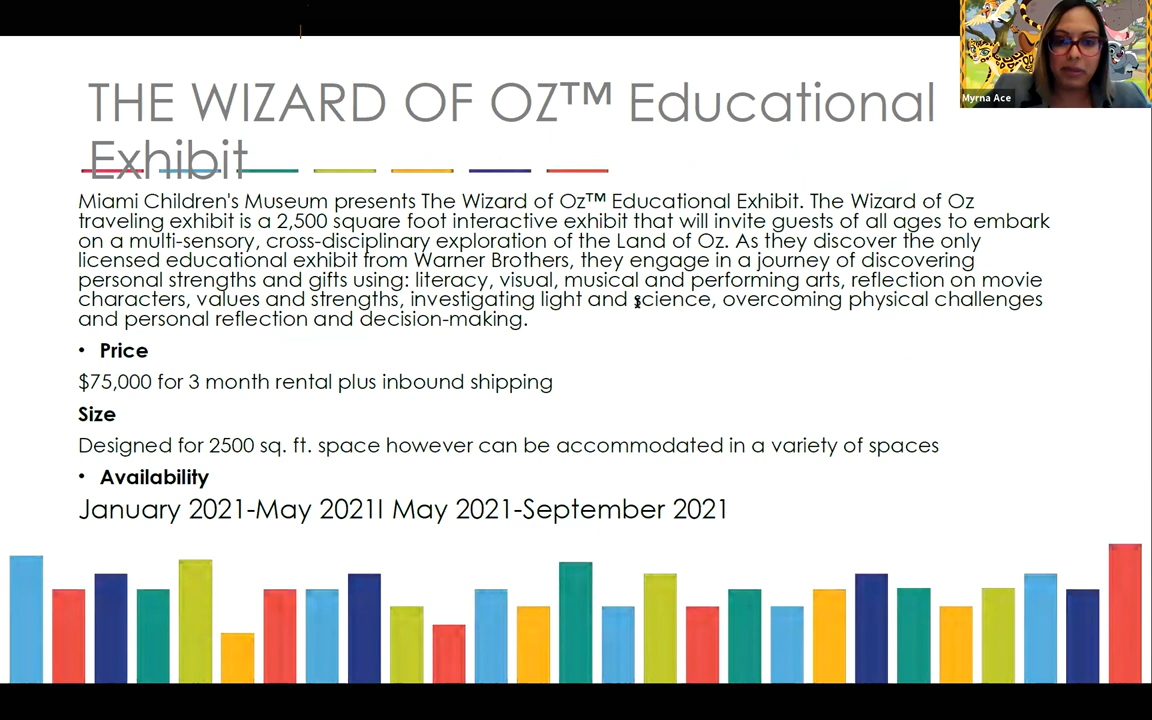 THE WIZARD OF OZ™ Educational
Exhibit
Myrna Ace
Miami Children's Museum presents The Wizard of Oz™ Educational Exhibit. The Wizard of Oz
traveling exhibit is a 2,500 square foot interactive exhibit that will invite guests of all ages to embark
on a multi-sensory, cross-disciplinary exploration of the Land of Oz. As they discover the only
licensed educational exhibit from Warner Brothers, they engage in a journey of discovering
personal strengths and gifts using: literacy, visual, musical and performing arts, reflection on movie
characters, values and strengths, investigating light and science, overcoming physical challenges
and personal reflection and decision-making.
• Price
$75,000 for 3 month rental plus inbound shipping
Size
Designed for 2500 sq. ft. space however can be accommodated in a variety of spaces
• Availability
January 2021-May 2021I May 2021-September 2021